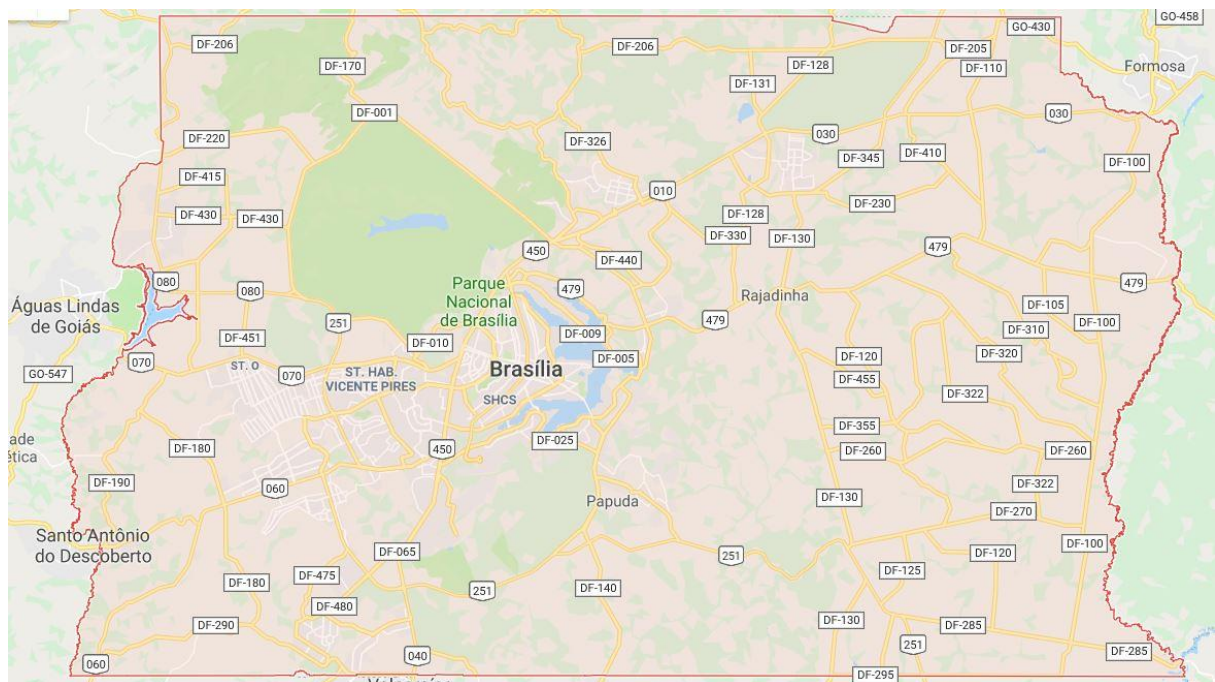 GO-458
GO-430
DF-206
DF-206
DF-205
Formosa
DF-170
DF-128
DF-110
DF-131
DF-001
030
030
DF-220
DF-326
DF-345
DF-410
DF-100
DF-415
010
DF-230
DF-430
DF-430
DF-128
DF-330
DF-130
479
450
DF-440
080
080
Parque
Nacional
de Brasília
479
479
Águas Lindas
de Goiás
Rajadinha
DF-105
251
479
DF-310
DF-100
DF-451
DF-010
DF-009
DF-320
070
ST. O
070
ST. HAB.
VICENTE PIRES
Brasília
DF-005
DF-120
GO-547
DF-455
SHCS
DF-322
DF-355
ade
ética
DF-180
450
DF-025
DF-260
DF-260
DF-190
060
DF-322
Papuda
DF-130
DF-270
Santo Antônio
do Descoberto
DF-065
251
DF-120
DF-100
DF-475
DF-125
DF-180
251
DF-140
DF-480
DF-130
DF-285
DF-290
251
DF-285
060
040
DF-295